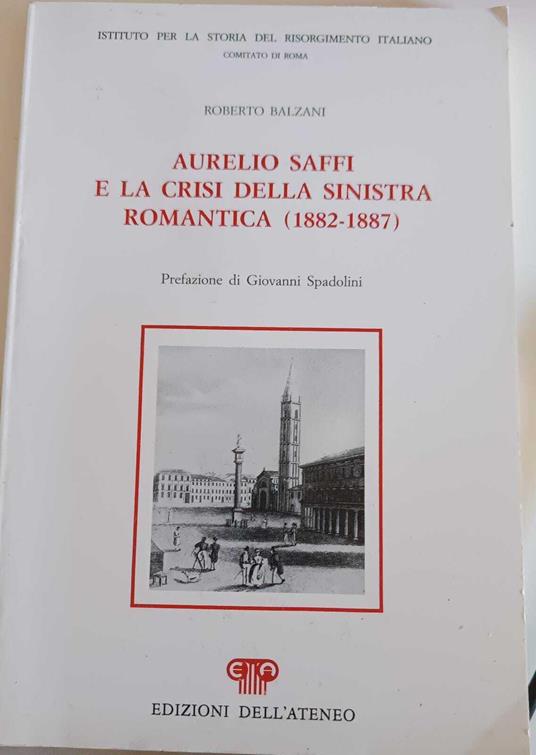 ISTITUTO PER LA STORIA DEL RISORGIMENTO ITALIANO
COMITATO DI ROMA
ROBERTO BALZANI
AURELIO SAFFI
E LA CRISI DELLA SINISTRA
ROMANTICA (1882-1887)
Prefazione di Giovanni Spadolini
EA
EDIZIONI DELL'ATENEO